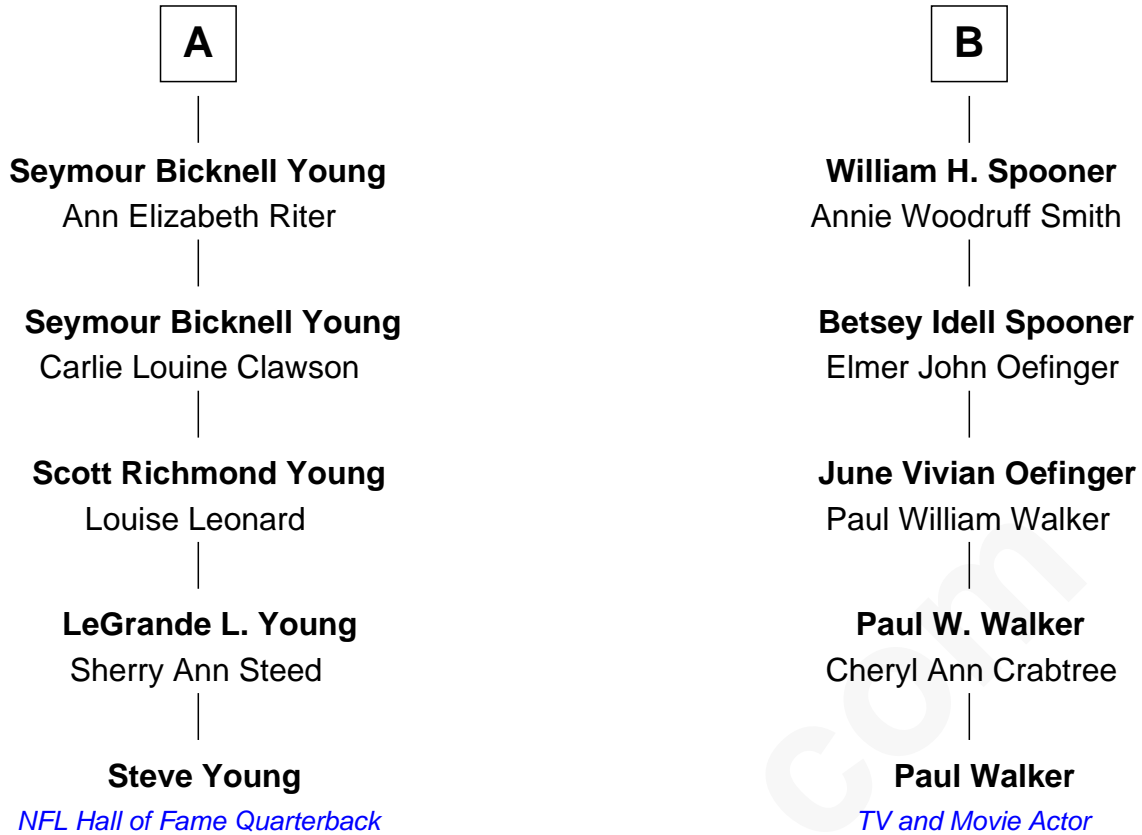 A
B
Seymour Bicknell Young
Ann Elizabeth Riter
William H. Spooner
Annie Woodruff Smith
Seymour Bicknell Young
Carlie Louine Clawson
Betsey Idell Spooner
Elmer John Oefinger
Scott Richmond Young
Louise Leonard
June Vivian Oefinger
Paul William Walker
LeGrande L. Young
Sherry Ann Steed
Paul W. Walker
Cheryl Ann Crabtree
Steve Young
NFL Hall of Fame Quarterback
Paul Walker
TV and Movie Actor
com